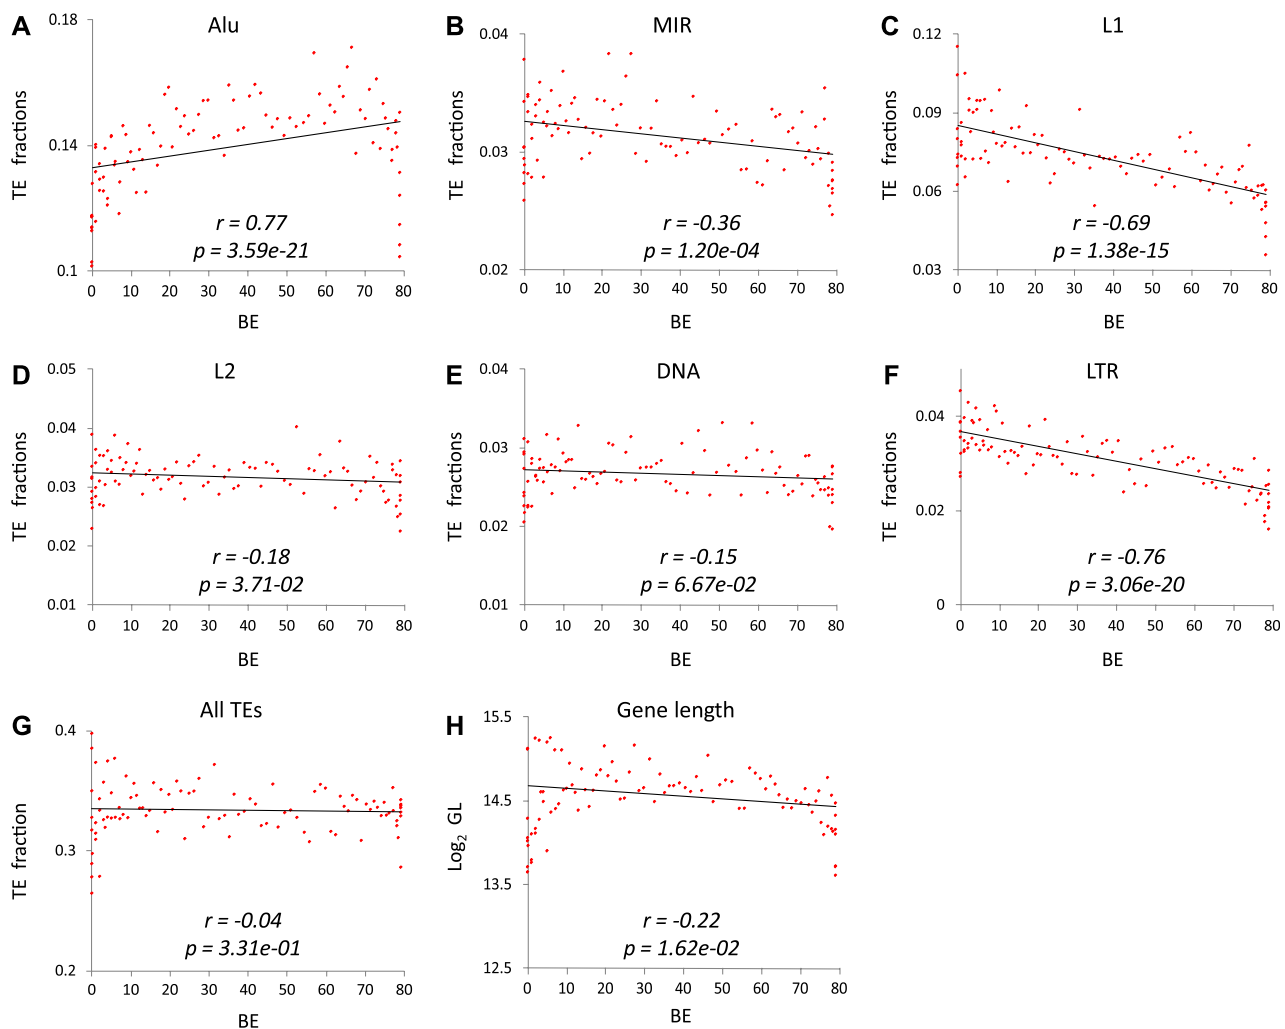 A Alu
TE fractions
0.18
0.14
0.1
r = 0.77
p = 3.59e-21
0 10 20 30 40 50 60 70 80
BE
B MIR
TE fractions
0.04
0.03
0.02
r = -0.36
p = 1.20e-04
0 10 20 30 40 50 60 70 80
BE
C L1
TE fractions
0.12
0.09
0.06
0.03
r = -0.69
p = 1.38e-15
0 10 20 30 40 50 60 70 80
BE
D L2
TE fractions
0.05
0.04
0.03
0.02
0.01
r = -0.18
p = 3.71-02
0 10 20 30 40 50 60 70 80
BE
E DNA
TE fractions
0.04
0.03
0.02
0.01
r = -0.15
p = 6.67e-02
0 10 20 30 40 50 60 70 80
BE
F LTR
TE fractions
0.04
0.02
0
r = -0.76
p = 3.06e-20
0 10 20 30 40 50 60 70 80
BE
G All TEs
TE fraction
0.4
0.3
0.2
r = -0.04
p = 3.31e-01
0 10 20 30 40 50 60 70 80
BE
H Gene length
Log₂ GL
15.5
14.5
13.5
12.5
r = -0.22
p = 1.62e-02
0 10 20 30 40 50 60 70 80
BE